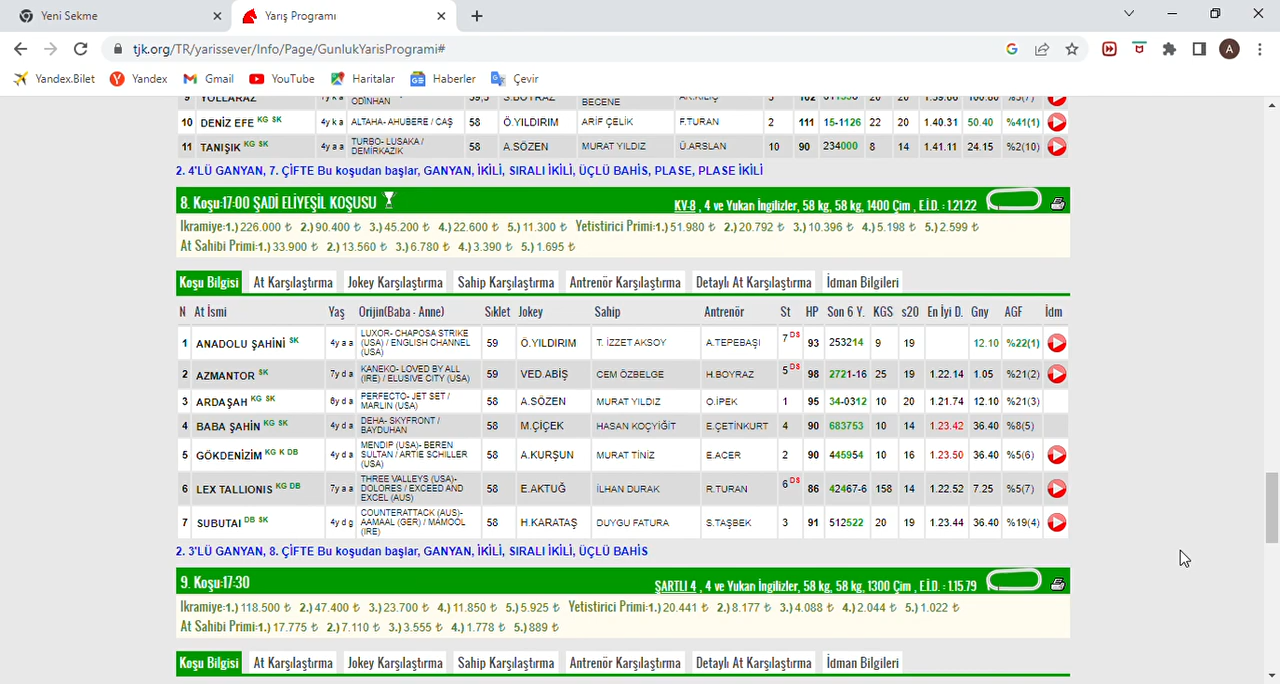 Yeni Sekme
Yarış Programı
tjk.org/TR/yarissever/Info/Page/GunlukYarisProgrami#
A
Yandex.Bilet Yandex Gmail YouTube Haritalar Haberler Çevir
9 YOLLARAZ 4y k a ODİNHAN 59,5 S.BOYRAZ BECENE AR.KILIÇ 5 102 20 20 1.39.66 100.80
10 DENİZ EFE KG SK 4y k a ALTAHA- AHUBERE / CAŞ 58 Ö.YILDIRIM ARİF ÇELİK F.TURAN 2 111 15-1126 22 20 1.40.31 50.40 %41(1)
11 TANIŞIK KG SK 4y a a TURBO- LUSAKA / DEMİRKAZIK 58 A.SÖZEN MURAT YILDIZ Ü.ARSLAN 10 90 234000 8 14 1.41.11 24.15 %2(10)
2. 4'LÜ GANYAN, 7. ÇİFTE Bu koşudan başlar, GANYAN, İKİLİ, SIRALI İKİLİ, ÜÇLÜ BAHİS, PLASE, PLASE İKİLİ
8. Koşu:17:00 ŞADİ ELİYEŞİL KOŞUSU KV-8 , 4 ve Yukarı İngilizler, 58 kg, 58 kg, 1400 Çim , E.İ.D. : 1.21.22
İkramiye:1.) 226.000 ₺ 2.) 90.400 ₺ 3.) 45.200 ₺ 4.) 22.600 ₺ 5.) 11.300 ₺ Yetistirici Primi:1.) 51.980 ₺ 2.) 20.792 ₺ 3.) 10.396 ₺ 4.) 5.198 ₺ 5.) 2.599 ₺
At Sahibi Primi:1.) 33.900 ₺ 2.) 13.560 ₺ 3.) 6.780 ₺ 4.) 3.390 ₺ 5.) 1.695 ₺
Koşu Bilgisi At Karşılaştırma Jokey Karşılaştırma Sahip Karşılaştırma Antrenör Karşılaştırma Detaylı At Karşılaştırma İdman Bilgileri
N At İsmi Yaş Orijin(Baba - Anne) Sıklet Jokey Sahip Antrenör St HP Son 6 Y. KGS s20 En İyi D. Gny AGF İdm
1 ANADOLU ŞAHİNİ SK 4y a a LUXOR- CHAPOSA STRIKE (USA) / ENGLISH CHANNEL (USA) 59 Ö.YILDIRIM T. İZZET AKSOY A.TEPEBAŞI 7 DS 93 253214 9 19 12.10 %22(1)
2 AZMANTOR SK 7y d a KANEKO- LOVED BY ALL (IRE) / ELUSIVE CITY (USA) 59 VED.ABİŞ CEM ÖZBELGE H.BOYRAZ 5 DS 98 2721-16 25 19 1.22.14 1.05 %21(2)
3 ARDAŞAH KG SK 8y d a PERFECTO- JET SET / MARLIN (USA) 58 A.SÖZEN MURAT YILDIZ O.İPEK 1 95 34-0312 10 20 1.21.74 12.10 %21(3)
4 BABA ŞAHİN KG SK 4y d a DEHA- SKYFRONT / BAYDUHAN 58 M.ÇİÇEK HASAN KOÇYİĞİT E.ÇETİNKURT 4 90 683753 10 14 1.23.42 36.40 %8(5)
5 GÖKDENİZİM KG K DB 4y d a MENDIP (USA)- BEREN SULTAN / ARTIE SCHILLER (USA) 58 A.KURŞUN MURAT TİNİZ E.ACER 2 90 445954 10 16 1.23.50 36.40 %5(6)
6 LEX TALLIONIS KG DB 7y a a THREE VALLEYS (USA)- DOLORES / EXCEED AND EXCEL (AUS) 58 E.AKTUĞ İLHAN DURAK R.TURAN 6 DS 86 42467-6 158 14 1.22.52 7.25 %5(7)
7 SUBUTAI DB SK 4y d g COUNTERATTACK (AUS)- AAMAAL (GER) / MAMOOL (IRE) 58 H.KARATAŞ DUYGU FATURA S.TAŞBEK 3 91 512522 20 19 1.23.44 36.40 %19(4)
2. 3'LÜ GANYAN, 8. ÇİFTE Bu koşudan başlar, GANYAN, İKİLİ, SIRALI İKİLİ, ÜÇLÜ BAHİS
9. Koşu:17:30 ŞARTLI 4 , 4 ve Yukarı İngilizler, 58 kg, 58 kg, 1300 Çim , E.İ.D. : 1.15.79
İkramiye:1.) 118.500 ₺ 2.) 47.400 ₺ 3.) 23.700 ₺ 4.) 11.850 ₺ 5.) 5.925 ₺ Yetistirici Primi:1.) 20.441 ₺ 2.) 8.177 ₺ 3.) 4.088 ₺ 4.) 2.044 ₺ 5.) 1.022 ₺
At Sahibi Primi:1.) 17.775 ₺ 2.) 7.110 ₺ 3.) 3.555 ₺ 4.) 1.778 ₺ 5.) 889 ₺
Koşu Bilgisi At Karşılaştırma Jokey Karşılaştırma Sahip Karşılaştırma Antrenör Karşılaştırma Detaylı At Karşılaştırma İdman Bilgileri